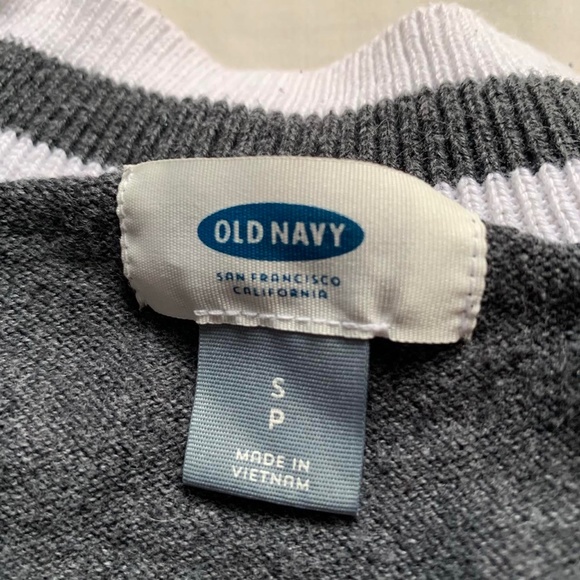 OLD NAVY
SAN FRANCISCO
CALIFORNIA
S
P
MADE IN
VIETNAM